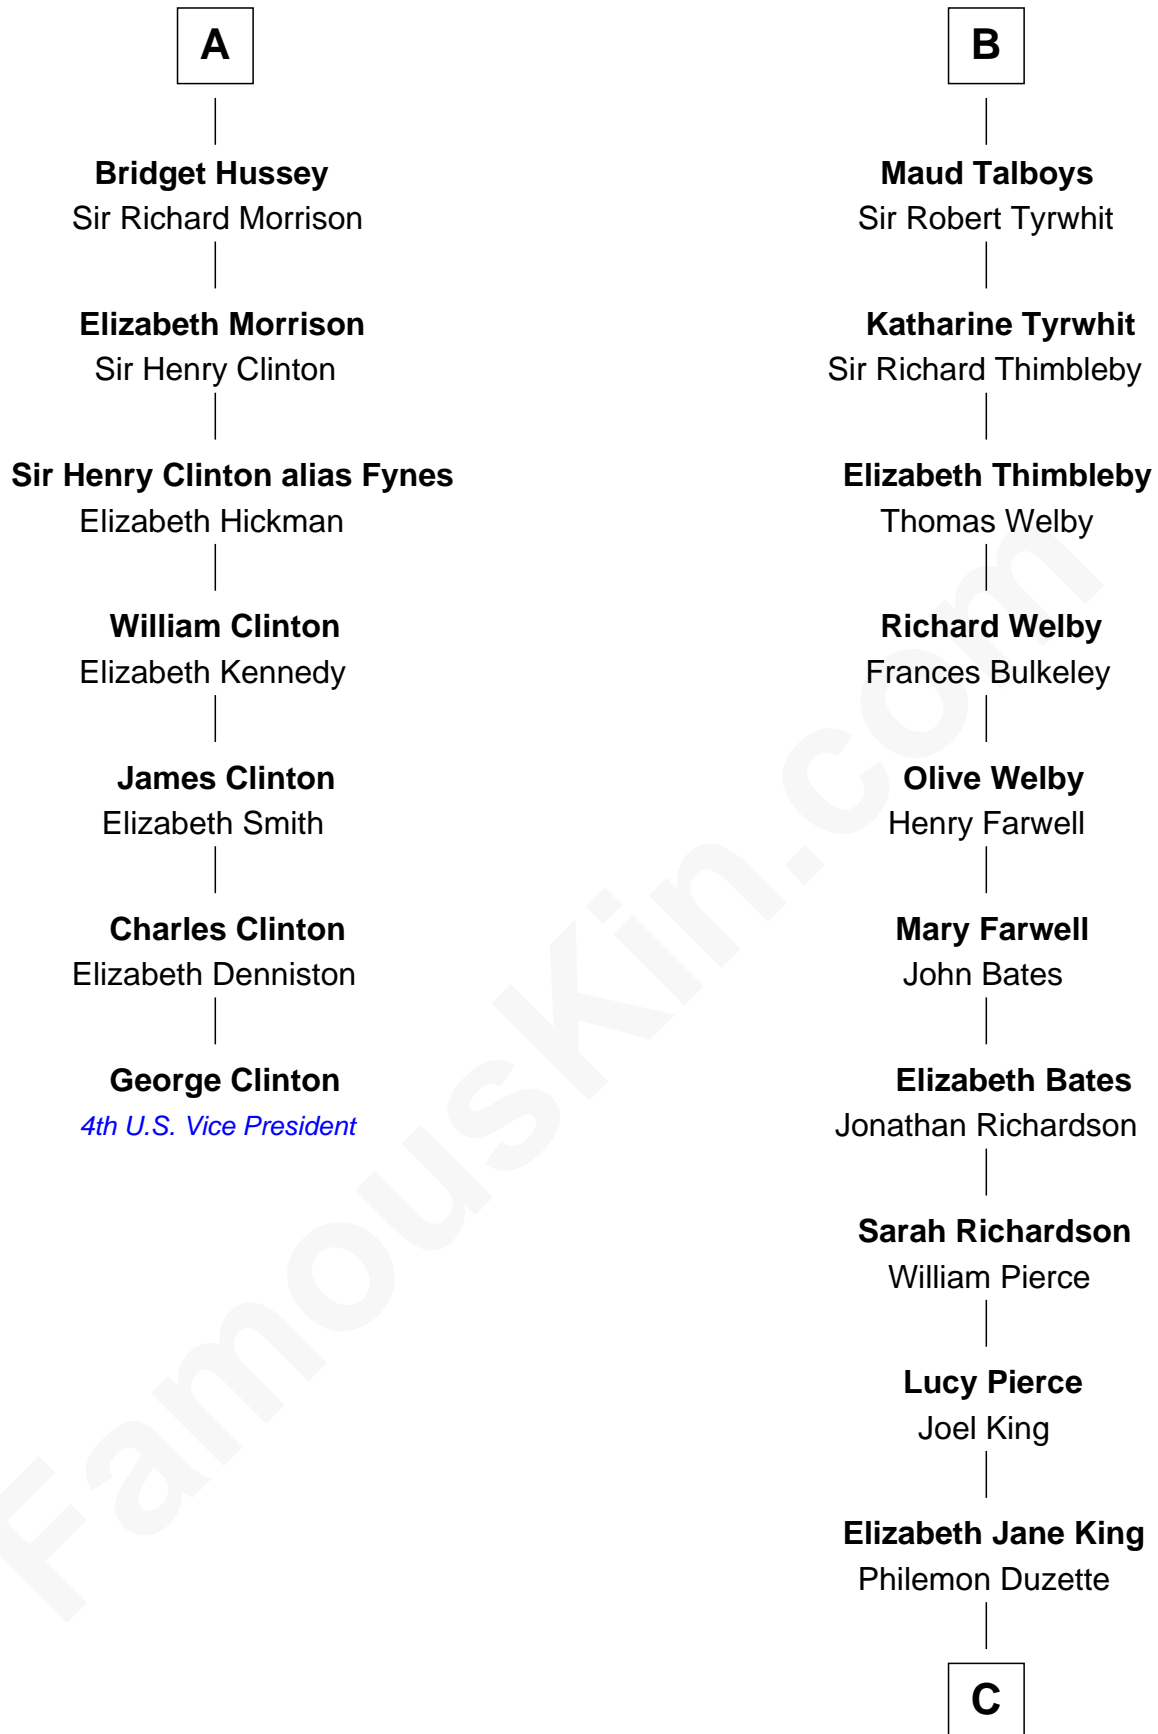 A
Bridget Hussey
Sir Richard Morrison
Elizabeth Morrison
Sir Henry Clinton
Sir Henry Clinton alias Fynes
Elizabeth Hickman
William Clinton
Elizabeth Kennedy
James Clinton
Elizabeth Smith
Charles Clinton
Elizabeth Denniston
George Clinton
4th U.S. Vice President
B
Maud Talboys
Sir Robert Tyrwhit
Katharine Tyrwhit
Sir Richard Thimbleby
Elizabeth Thimbleby
Thomas Welby
Richard Welby
Frances Bulkeley
Olive Welby
Henry Farwell
Mary Farwell
John Bates
Elizabeth Bates
Jonathan Richardson
Sarah Richardson
William Pierce
Lucy Pierce
Joel King
Elizabeth Jane King
Philemon Duzette
C
FamousKin.com